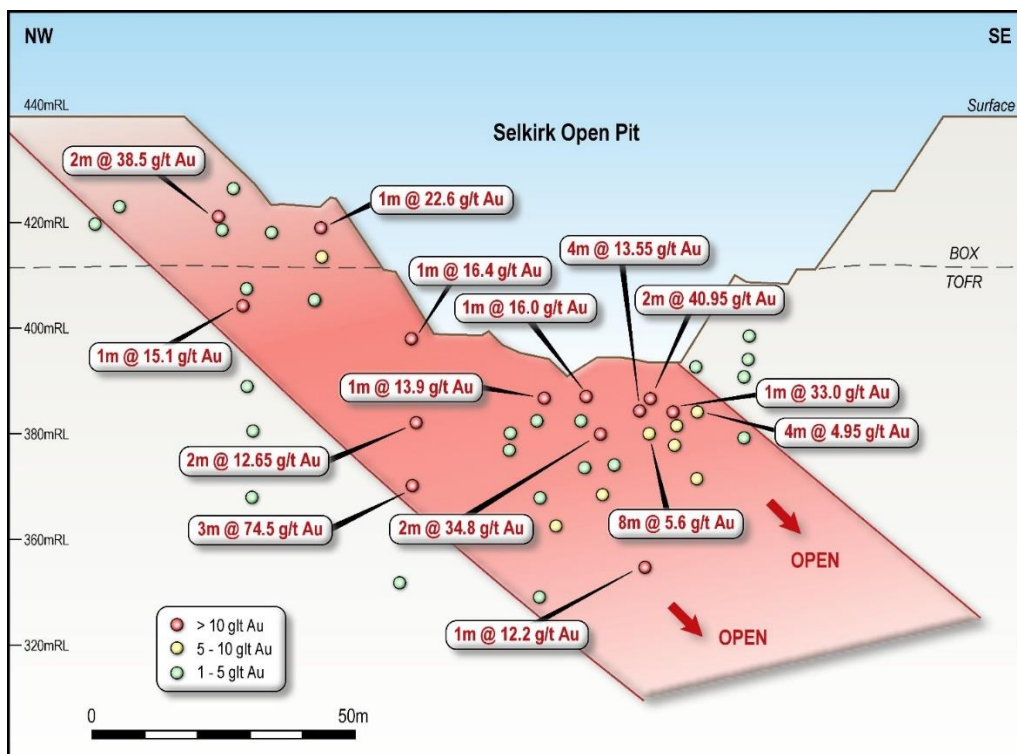 NW
SE
440mRL
Surface
Selkirk Open Pit
2m @ 38.5 g/t Au
1m @ 22.6 g/t Au
420mRL
4m @ 13.55 g/t Au
BOX
1m @ 16.4 g/t Au
TOFR
2m @ 40.95 g/t Au
1m @ 16.0 g/t Au
400mRL
1m @ 15.1 g/t Au
1m @ 13.9 g/t Au
1m @ 33.0 g/t Au
380mRL
4m @ 4.95 g/t Au
2m @ 12.65 g/t Au
3m @ 74.5 g/t Au
2m @ 34.8 g/t Au
8m @ 5.6 g/t Au
360mRL
OPEN
> 10 glt Au
5 - 10 glt Au
1 - 5 glt Au
1m @ 12.2 g/t Au
OPEN
320mRL
0
50m